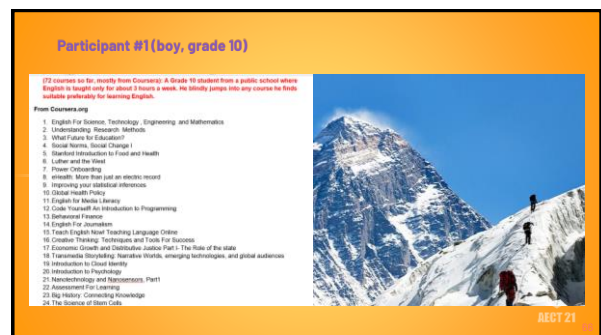 Participant #1 (boy, grade 10)
(72 courses so far, mostly from Coursera): A Grade 10 student from a public school where
English is taught only for about 3 hours a week. He blindly jumps into any course he finds
suitable preferably for learning English.
From Coursera.org
1. English For Science, Technology, Engineering and Mathematics
2. Understanding Research Methods
3. What Future for Education?
4. Social Norms, Social Change I
5. Stanford Introduction to Food and Health
6. Luther and the West
7. Power Onboarding
8. eHealth: More than just an electric record
9. Improving your statistical inferences
10. Global Health Policy
11. English for Media Literacy
12. Code Yourself! An Introduction to Programming
13. Behavioral Finance
14. English For Journalism
15. Teach English Now! Teaching Language Online
16. Creative Thinking: Techniques and Tools For Success
17. Economic Growth and Distributive Justice Part I- The Role of the state
18. Transmedia Storytelling: Narrative Worlds, emerging technologies, and global audiences
19. Introduction to Cloud Identity
20. Introduction to Psychology
21. Nanotechnology and Nanosensors, Part1
22. Assessment For Learning
23. Big History: Connecting Knowledge
24. The Science of Stem Cells
AECT 21